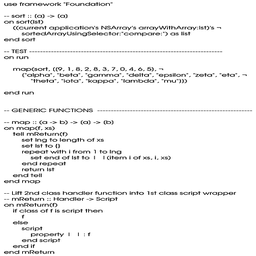 use framework "Foundation"
-- sort :: (a) -> (a)
on sort(lst)
((current application's NSArray's arrayWithArray:lst)'s ¬
sortedArrayUsingSelector:"compare:") as list
end sort
-- TEST -----------------------------------------------------------
on run
map(sort, {{9, 1, 8, 2, 8, 3, 7, 0, 4, 6, 5}, ¬
{"alpha", "beta", "gamma", "delta", "epsilon", "zeta", "eta", ¬
"theta", "iota", "kappa", "lambda", "mu"}})
end run
-- GENERIC FUNCTIONS -----------------------------------------------------------
-- map :: (a -> b) -> (a) -> (b)
on map(f, xs)
tell mReturn(f)
set lng to length of xs
set lst to {}
repeat with i from 1 to lng
set end of lst to | |(item i of xs, i, xs)
end repeat
return lst
end tell
end map
-- Lift 2nd class handler function into 1st class script wrapper
-- mReturn :: Handler -> Script
on mReturn(f)
if class of f is script then
f
else
script
property | | : f
end script
end if
end mReturn